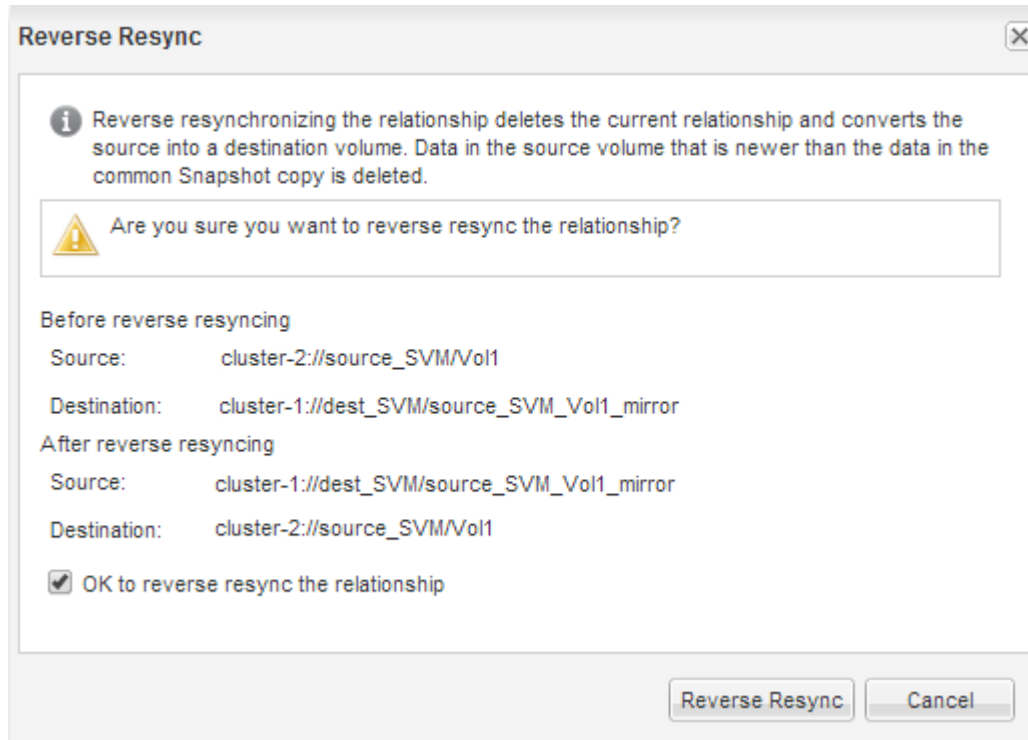 Reverse Resync
Reverse resynchronizing the relationship deletes the current relationship and converts the
source into a destination volume. Data in the source volume that is newer than the data in the
common Snapshot copy is deleted.
Are you sure you want to reverse resync the relationship?
Before reverse resyncing
Source: cluster-2://source_SVM/Vol1
Destination: cluster-1://dest_SVM/source_SVM_Vol1_mirror
After reverse resyncing
Source: cluster-1://dest_SVM/source_SVM_Vol1_mirror
Destination: cluster-2://source_SVM/Vol1
OK to reverse resync the relationship
Reverse Resync Cancel